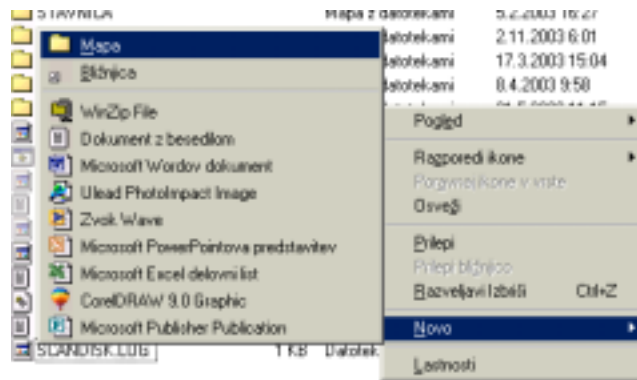 STAVNICA Mapa z datotekami 5.2.2003 16:27
datotekami 2.11.2003 6:01
datotekami 17.3.2003 15:04
datotekami 8.4.2003 9:58
Mapa
Bližnjica
WinZip File
Dokument z besedilom
Microsoft Wordov dokument
Ulead PhotoImpact Image
Zvok Wave
Microsoft PowerPointova predstavitev
Microsoft Excel delovni list
CorelDRAW 9.0 Graphic
Microsoft Publisher Publication
Pogled
Razporedi ikone
Poravnaj ikone v vrste
Osveži
Prilepi
Prilepi bližnjico
Razveljavi Izbriši Ctrl+Z
Novo
Lastnosti
SCANDISK.LOG 1 KB Datotek